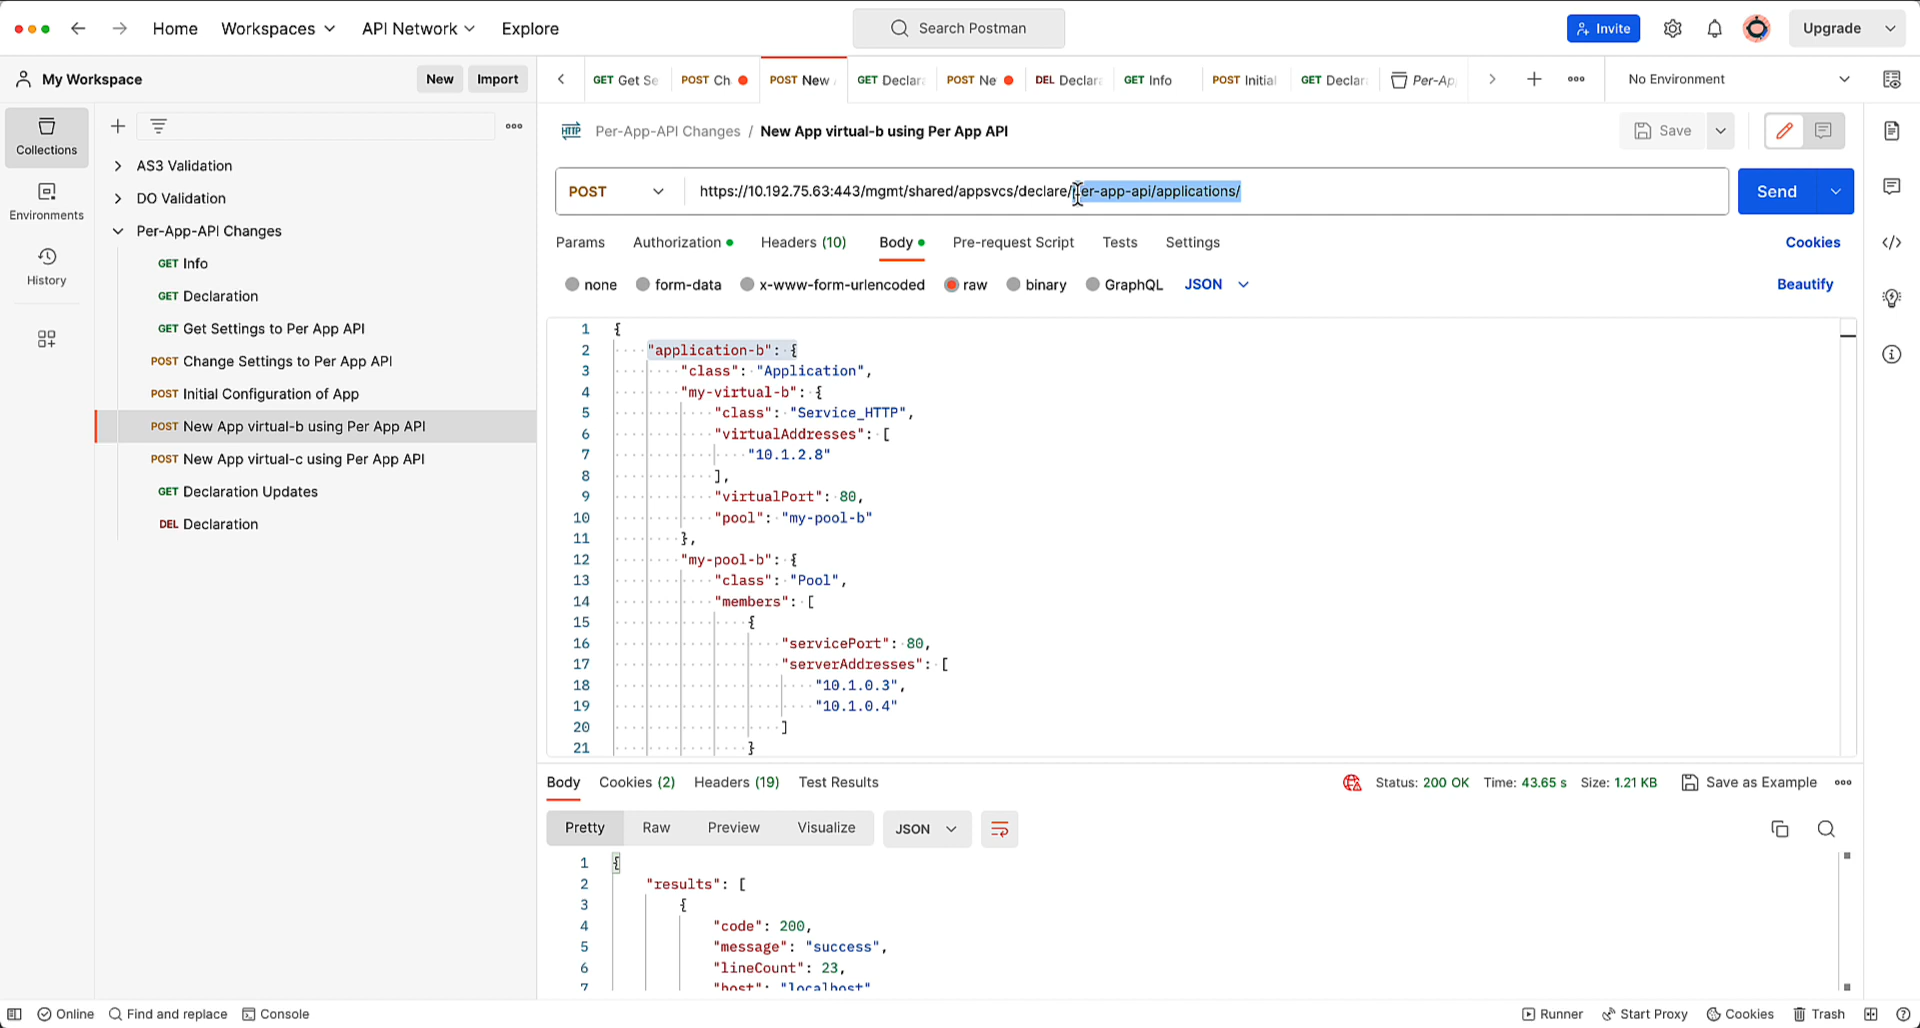 Home Workspaces API Network Explore Search Postman Invite Upgrade
My Workspace New Import GET Get Se POST Ch POST New GET Declara POST Ne DEL Declar GET Info POST Initial GET Declar Per-Ap No Environment
Collections
Environments
History
AS3 Validation
DO Validation
Per-App-API Changes
GET Info
GET Declaration
GET Get Settings to Per App API
POST Change Settings to Per App API
POST Initial Configuration of App
POST New App virtual-b using Per App API
POST New App virtual-c using Per App API
GET Declaration Updates
DEL Declaration
HTTP Per-App-API Changes / New App virtual-b using Per App API Save
POST https://10.192.75.63:443/mgmt/shared/appsvcs/declare/per-app-api/applications/ Send
Params Authorization Headers (10) Body Pre-request Script Tests Settings Cookies
none form-data x-www-form-urlencoded raw binary GraphQL JSON Beautify
1 {
2 "application-b": {
3 "class": "Application",
4 "my-virtual-b": {
5 "class": "Service_HTTP",
6 "virtualAddresses": [
7 "10.1.2.8"
8 ],
9 "virtualPort": 80,
10 "pool": "my-pool-b"
11 },
12 "my-pool-b": {
13 "class": "Pool",
14 "members": [
15 {
16 "servicePort": 80,
17 "serverAddresses": [
18 "10.1.0.3",
19 "10.1.0.4"
20 ]
21 }
Body Cookies (2) Headers (19) Test Results Status: 200 OK Time: 43.65 s Size: 1.21 KB Save as Example
Pretty Raw Preview Visualize JSON
1 {
2 "results": [
3 {
4 "code": 200,
5 "message": "success",
6 "lineCount": 23,
7 "host": "localhost"
Online Find and replace Console Runner Start Proxy Cookies Trash